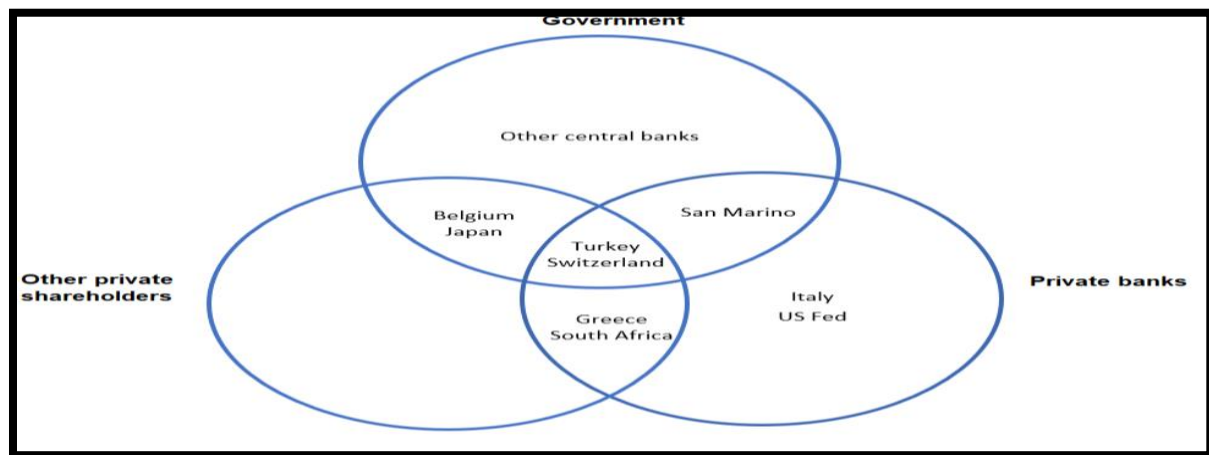 Government
Other central banks
Belgium
Japan
San Marino
Turkey
Switzerland
Other private
shareholders
Private banks
Italy
US Fed
Greece
South Africa